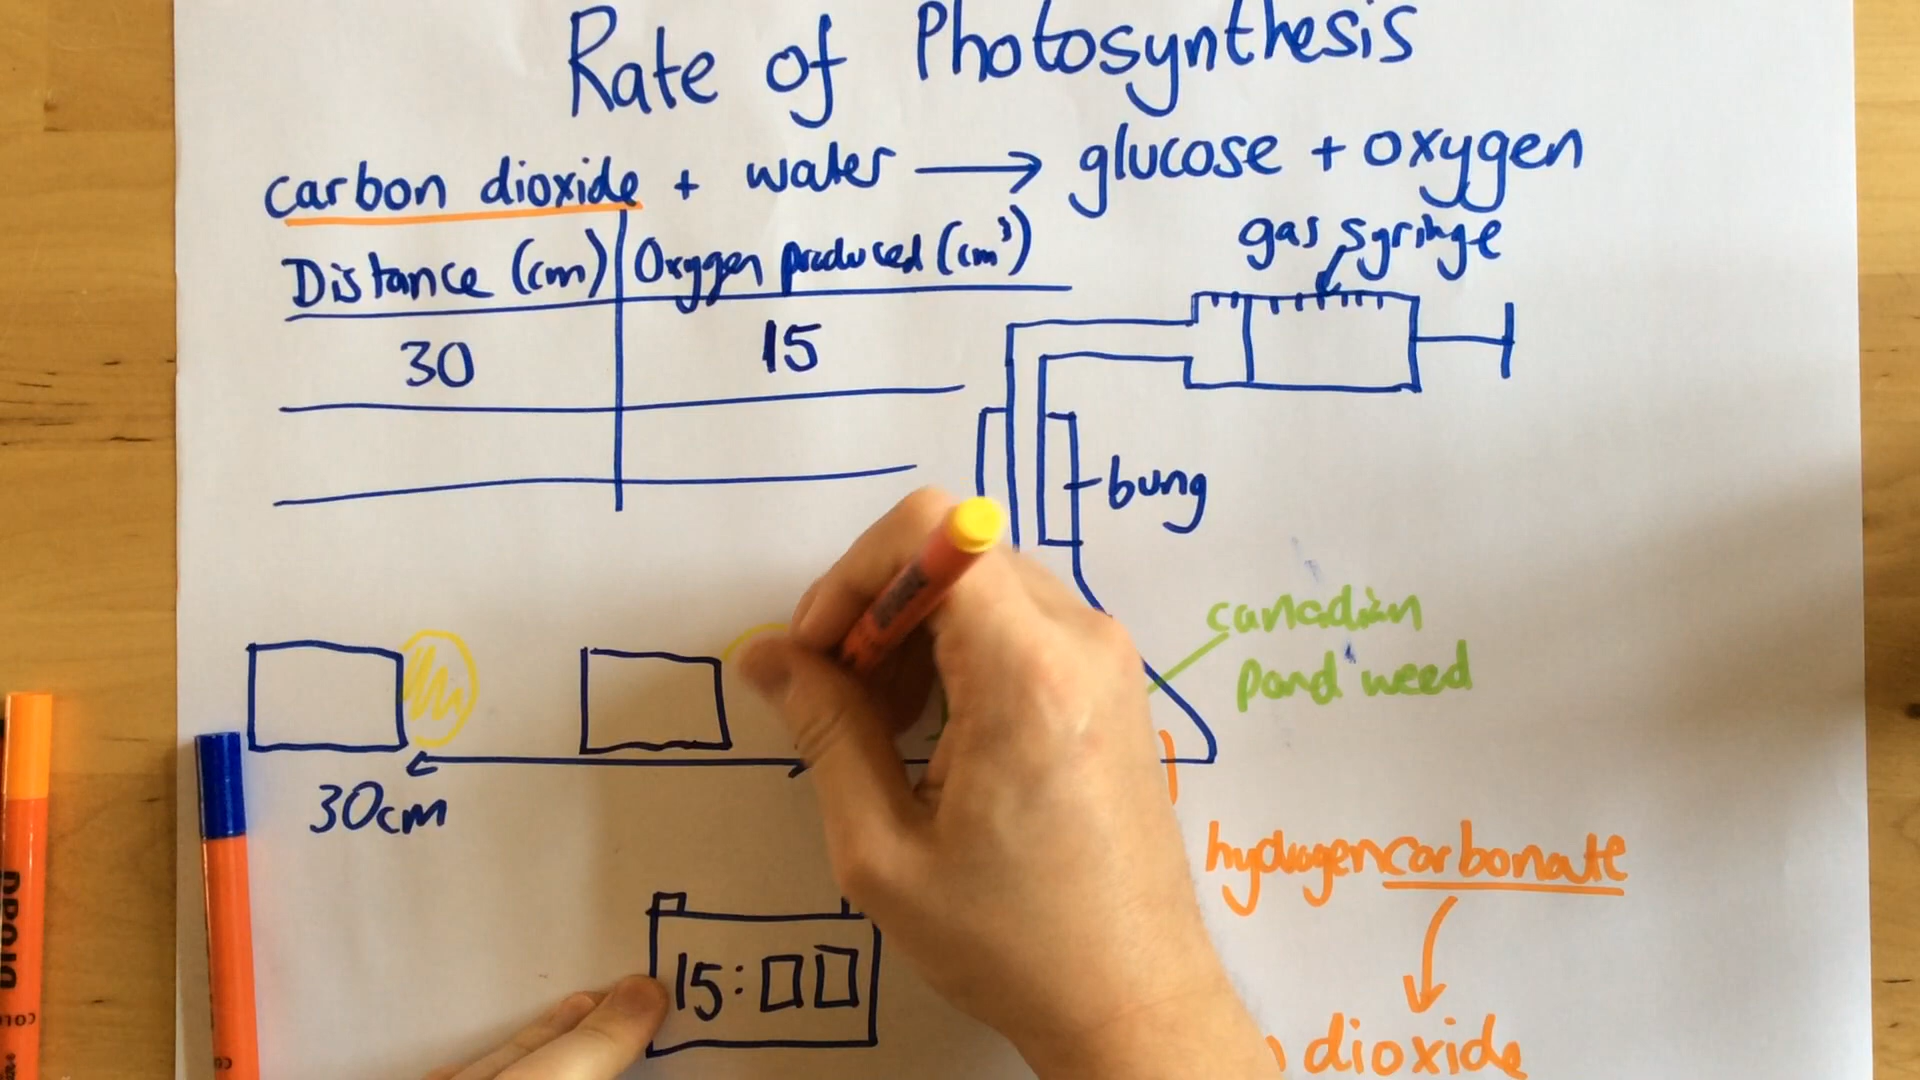 Rate of Photosynthesis
carbon dioxide + water → glucose + oxygen
Distance (cm) Oxygen produced (cm³)
gas syringe
30 15
bung
canadian
pond weed
30cm
hydrogencarbonate
15:00
dioxide